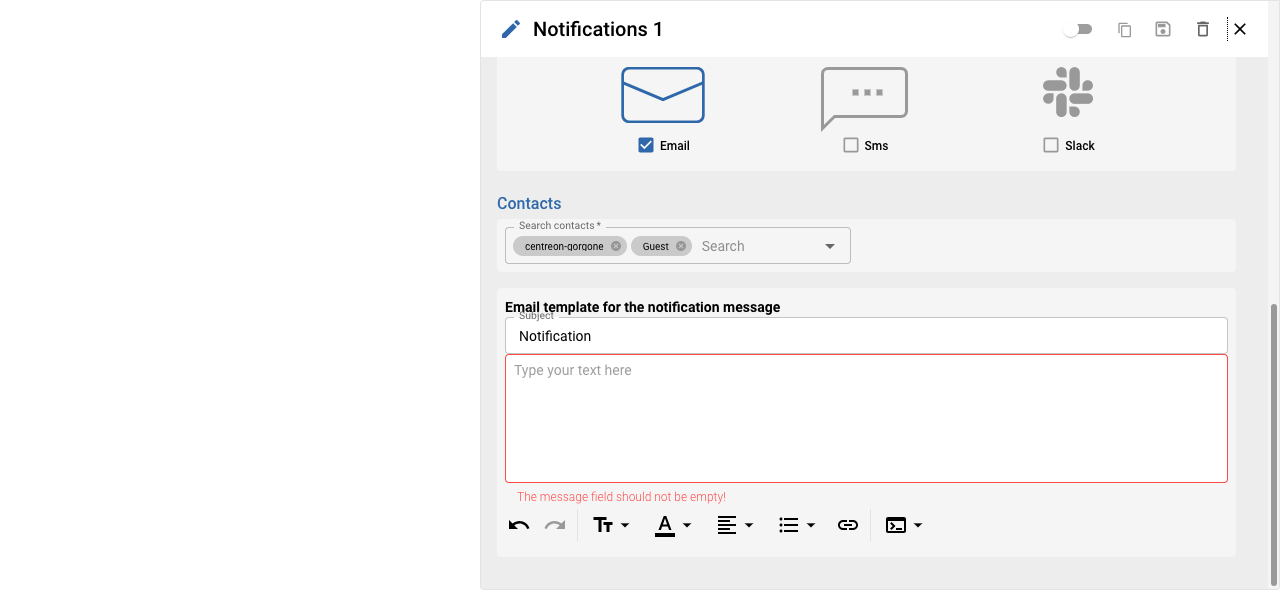 Notifications 1
Email
Sms
Slack
Contacts
Search contacts *
centreon-gorgone
Guest
Search
Email template for the notification message
Subject
Notification
Type your text here
The message field should not be empty!